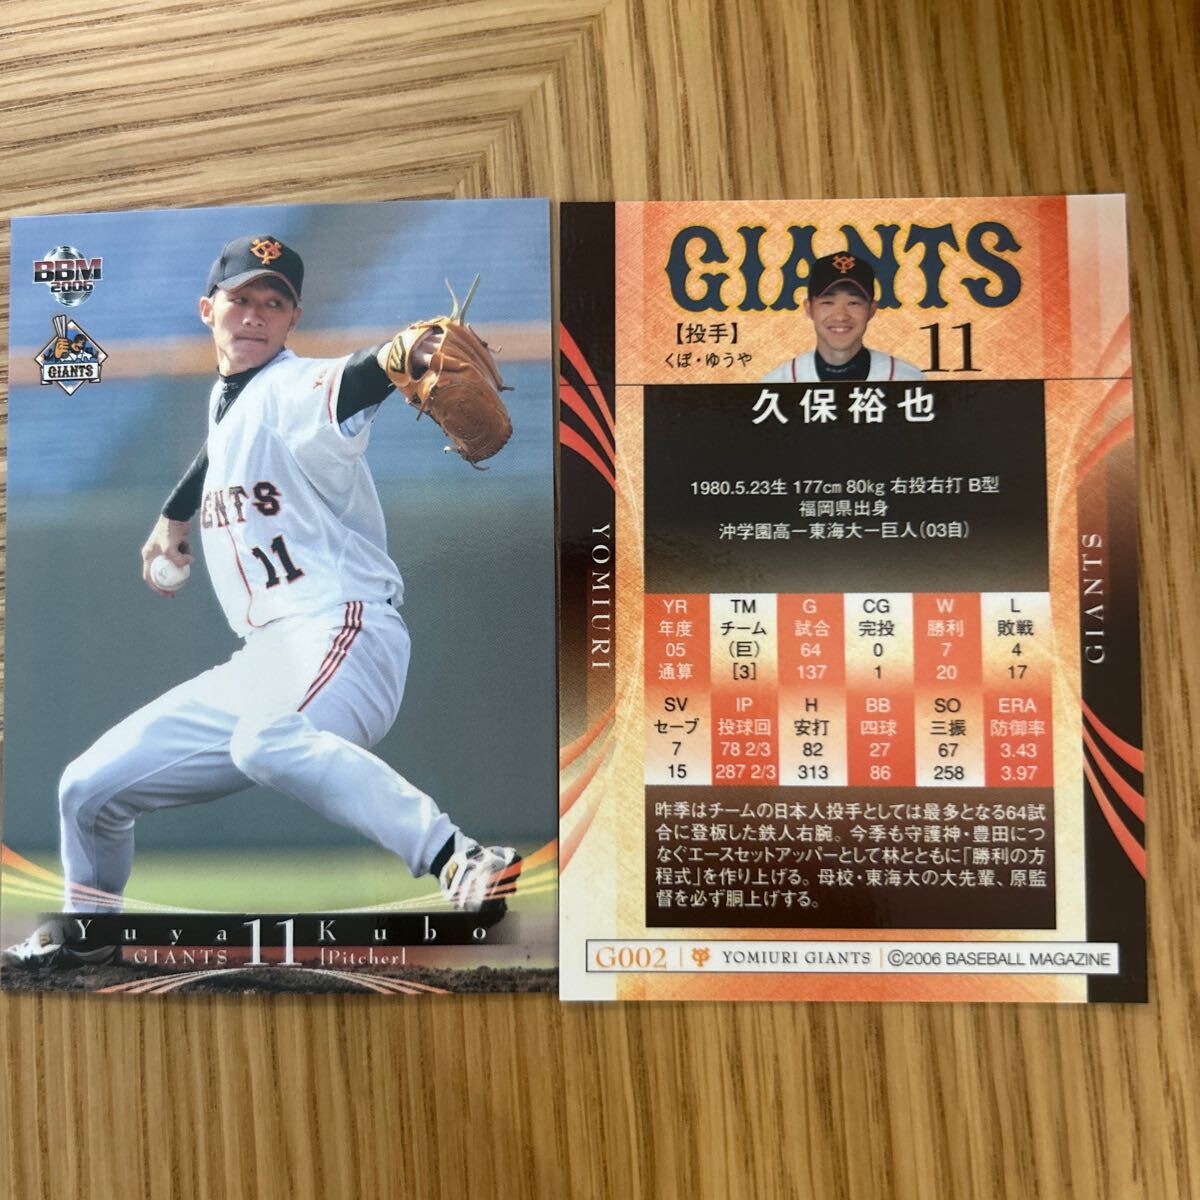 BBM
2006
GIANTS
GIANTS
11
Yuya 11 Kubo
GIANTS [Pitcher]
GIANTS
【投手】
くぼ・ゆうや
11
久保裕也
1980.5.23生 177cm 80kg 右投右打 B型
福岡県出身
沖学園高ー東海大ー巨人(03自)
YOMIURI
GIANTS
YR TM G CG W L
年度 チーム 試合 完投 勝利 敗戦
05 (巨) 64 0 7 4
通算 [3] 137 1 20 17
SV IP H BB SO ERA
セーブ 投球回 安打 四球 三振 防御率
7 78 2/3 82 27 67 3.43
15 287 2/3 313 86 258 3.97
昨季はチームの日本人投手としては最多となる64試
合に登板した鉄人右腕。今季も守護神・豊田につ
なぐエースセットアッパーとして林とともに「勝利の方
程式」を作り上げる。母校・東海大の大先輩、原監
督を必ず胴上げする。
G002 YOMIURI GIANTS ©2006 BASEBALL MAGAZINE